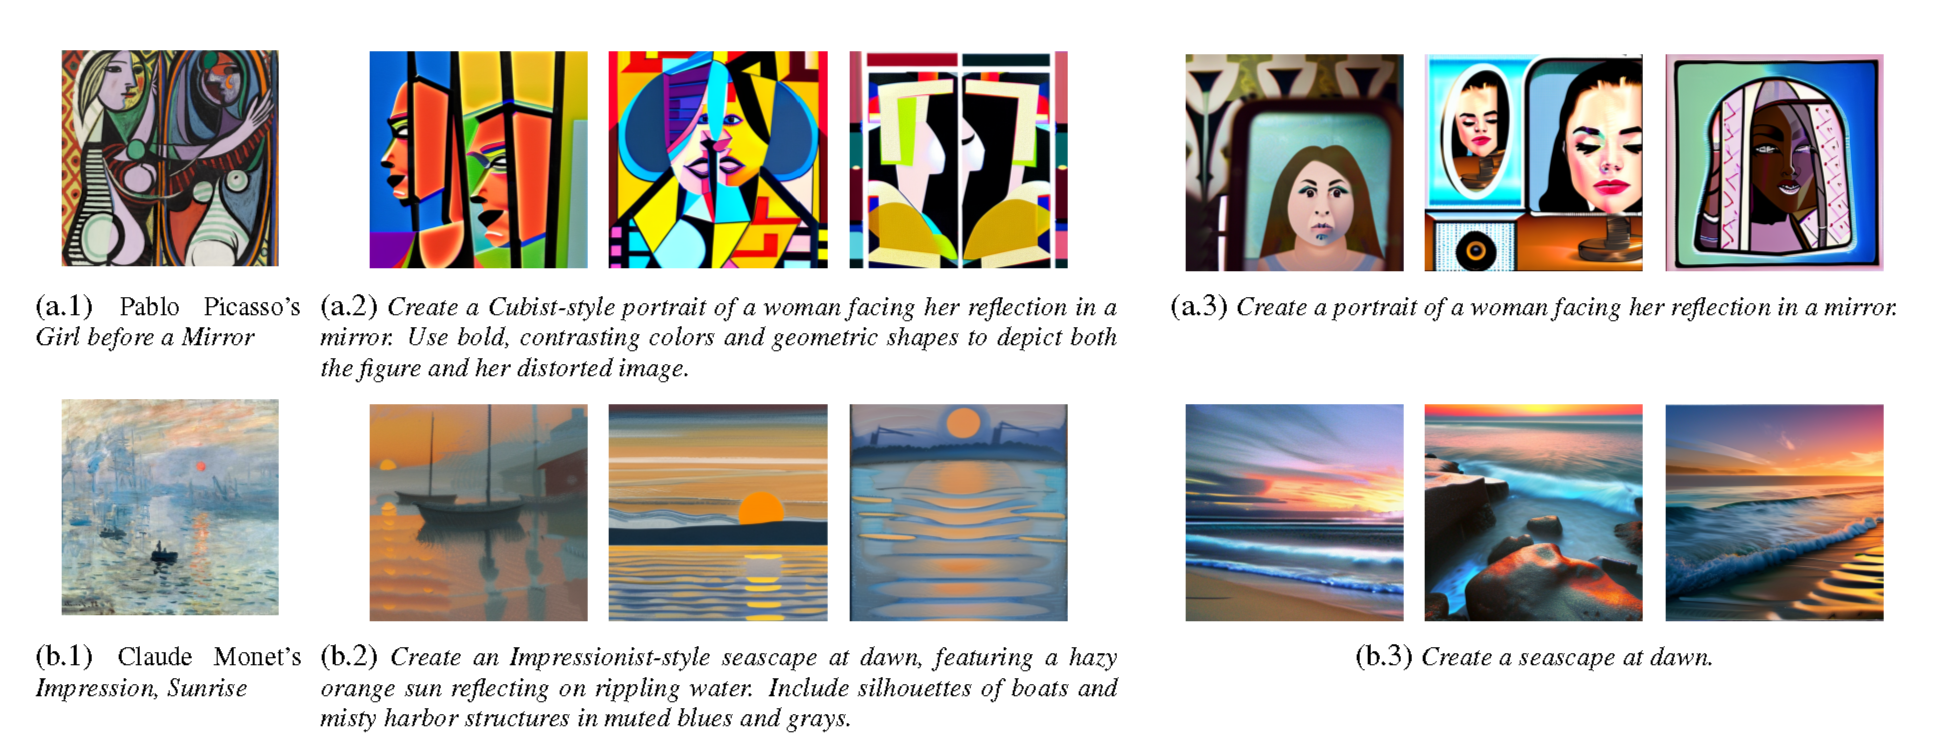 (a.1) Pablo Picasso's
Girl before a Mirror
(a.2) Create a Cubist-style portrait of a woman facing her reflection in a
mirror. Use bold, contrasting colors and geometric shapes to depict both
the figure and her distorted image.
(a.3) Create a portrait of a woman facing her reflection in a mirror.
(b.1) Claude Monet's
Impression, Sunrise
(b.2) Create an Impressionist-style seascape at dawn, featuring a hazy
orange sun reflecting on rippling water. Include silhouettes of boats and
misty harbor structures in muted blues and grays.
(b.3) Create a seascape at dawn.